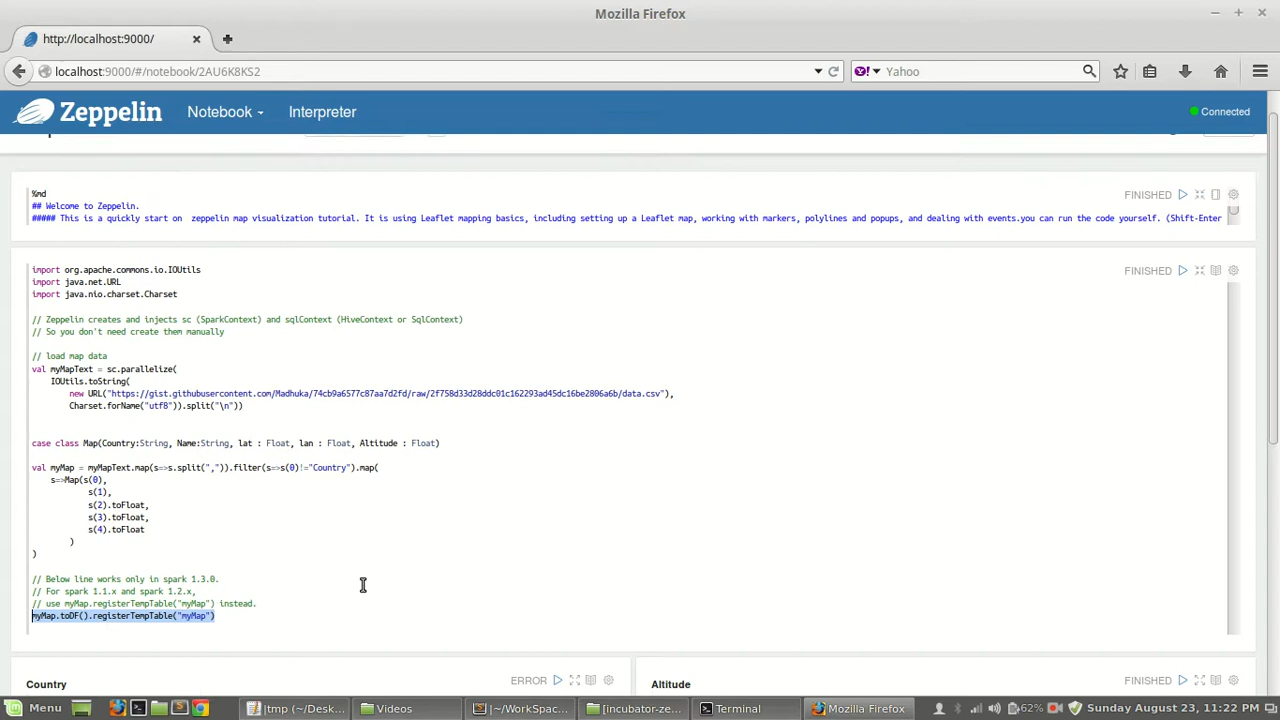 Mozilla Firefox
http://localhost:9000/
localhost:9000/#/notebook/2AU6K8KS2
Yahoo
Zeppelin
Notebook
Interpreter
Connected
%md
## Welcome to Zeppelin.
##### This is a quickly start on  zeppelin map visualization tutorial. It is using Leaflet mapping basics, including setting up a Leaflet map, working with markers, polylines and popups, and dealing with events.you can run the code yourself. (Shift-Enter
FINISHED
import org.apache.commons.io.IOUtils
import java.net.URL
import java.nio.charset.Charset
FINISHED
// Zeppelin creates and injects sc (SparkContext) and sqlContext (HiveContext or SqlContext)
// So you don't need create them manually
// load map data
val myMapText = sc.parallelize(
IOUtils.toString(
new URL("https://gist.githubusercontent.com/Madhuka/74cb9a6577c87aa7d2fd/raw/2f758d33d28ddc01c162293ad45dc16be2806a6b/data.csv"),
Charset.forName("utf8")).split("\n"))
case class Map(Country:String, Name:String, lat : Float, lan : Float, Altitude : Float)
val myMap = myMapText.map(s=>s.split(",")).filter(s=>s(0)!="Country").map(
s=>Map(s(0),
s(1),
s(2).toFloat,
s(3).toFloat,
s(4).toFloat
)
)
// Below line works only in spark 1.3.0.
// For spark 1.1.x and spark 1.2.x,
// use myMap.registerTempTable("myMap") instead.
myMap.toDF().registerTempTable("myMap")
Country
ERROR
Altitude
FINISHED
Menu
[tmp (~/Desk...
Videos
[~/WorkSpac...
[incubator-ze...
Terminal
Mozilla Firefox
62%
Sunday August 23, 11:22 PM